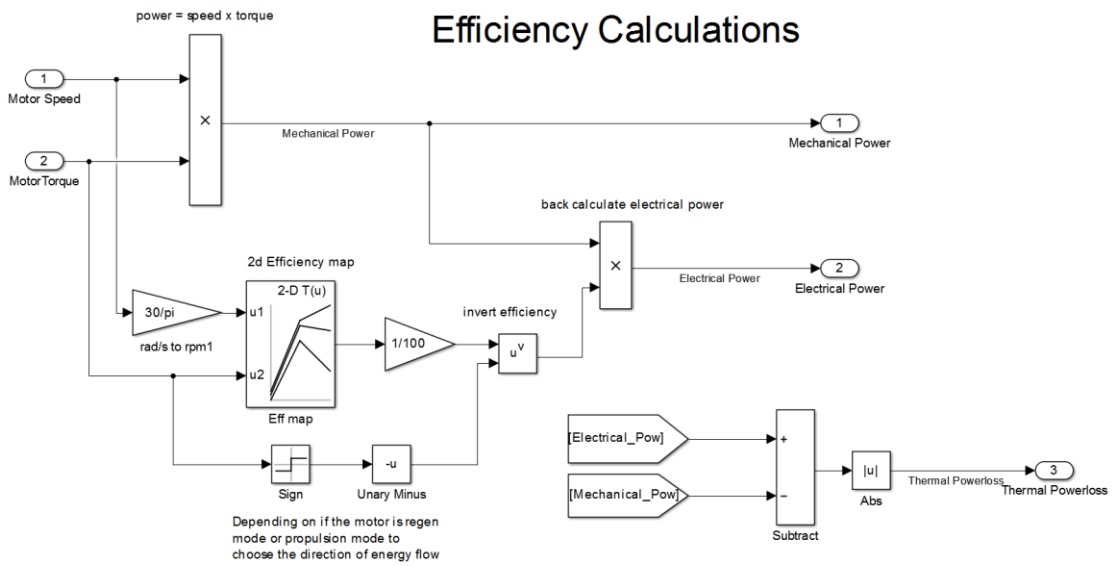 Efficiency Calculations
power = speed x torque
1
Motor Speed
×
Mechanical Power
1
Mechanical Power
2
MotorTorque
back calculate electrical power
×
Electrical Power
2
Electrical Power
2d Efficiency map
2-D T(u)
u1
u2
Eff map
30/pi
rad/s to rpm1
1/100
invert efficiency
u^v
Sign
-u
Unary Minus
Depending on if the motor is regen
mode or propulsion mode to
choose the direction of energy flow
[Electrical_Pow]
[Mechanical_Pow]
+
−
Subtract
|u|
Abs
Thermal Powerloss
3
Thermal Powerloss